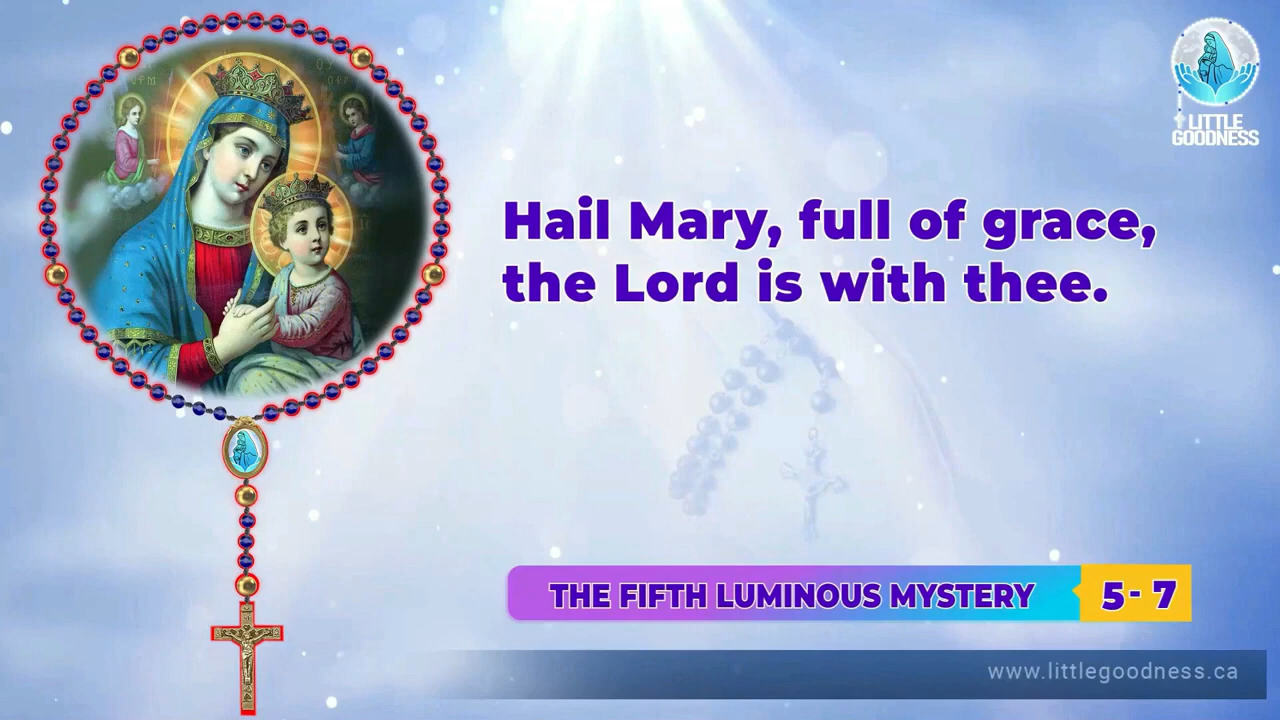 LITTLE
GOODNESS
Hail Mary, full of grace,
the Lord is with thee.
THE FIFTH LUMINOUS MYSTERY
5 - 7
www.littlegoodness.ca